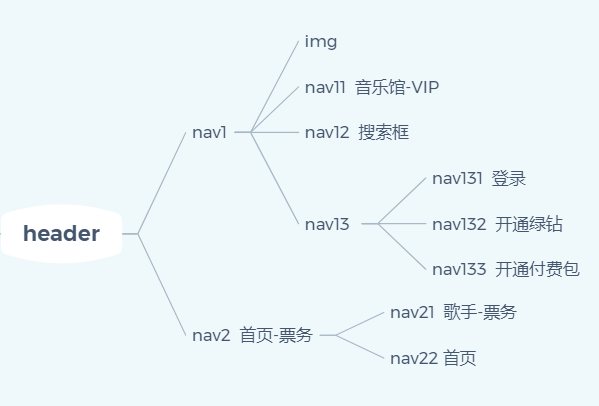 header
nav1
img
nav11 音乐馆-VIP
nav12 搜索框
nav13
nav131 登录
nav132 开通绿钻
nav133 开通付费包
nav2 首页-票务
nav21 歌手-票务
nav22 首页